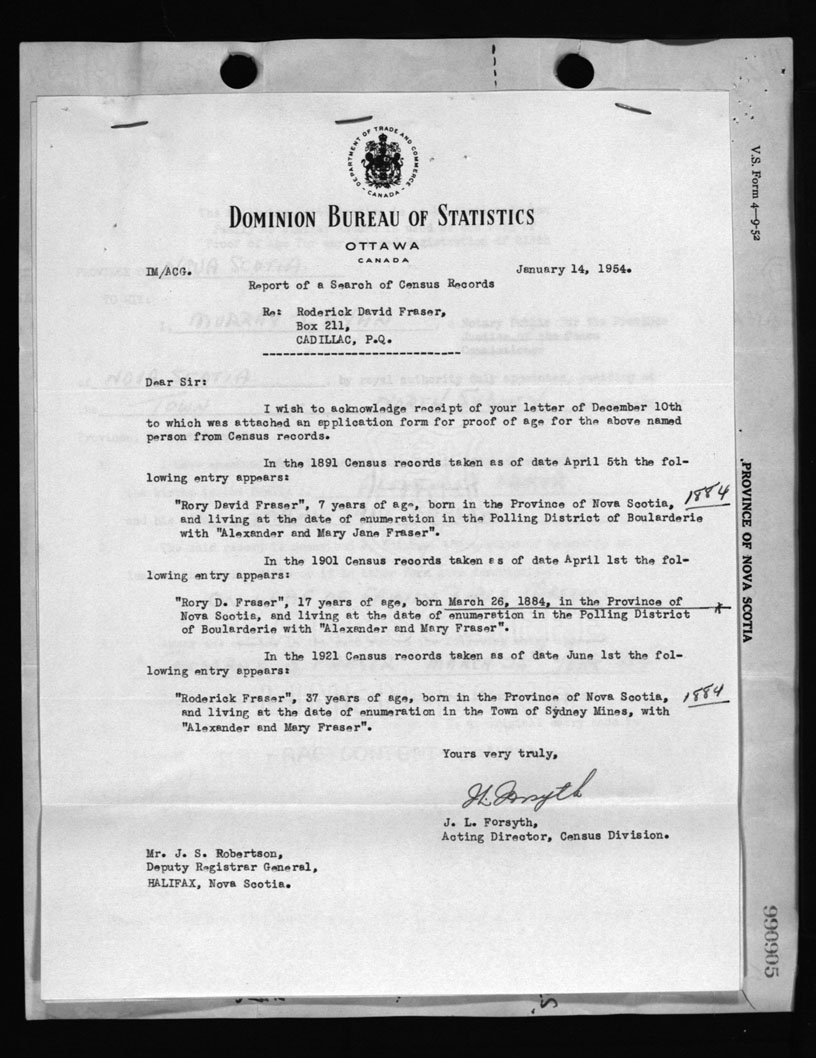 DEPARTMENT OF TRADE AND COMMERCE
CANADA
DOMINION BUREAU OF STATISTICS
OTTAWA
CANADA
IM/ACG.
January 14, 1954.
Report of a Search of Census Records
Re: Roderick David Fraser,
Box 211,
CADILLAC, P.Q.
Dear Sir:
I wish to acknowledge receipt of your letter of December 10th
to which was attached an application form for proof of age for the above named
person from Census records.
In the 1891 Census records taken as of date April 5th the fol-
lowing entry appears:
"Rory David Fraser", 7 years of age, born in the Province of Nova Scotia, 1884
and living at the date of enumeration in the Polling District of Boularderie
with "Alexander and Mary Jane Fraser".
In the 1901 Census records taken as of date April 1st the fol-
lowing entry appears:
"Rory D. Fraser", 17 years of age, born March 26, 1884, in the Province of
Nova Scotia, and living at the date of enumeration in the Polling District
of Boularderie with "Alexander and Mary Fraser".
In the 1921 Census records taken as of date June 1st the fol-
lowing entry appears:
"Roderick Fraser", 37 years of age, born in the Province of Nova Scotia, 1884
and living at the date of enumeration in the Town of Sydney Mines, with
"Alexander and Mary Fraser".
Yours very truly,
J. L. Forsyth
J. L. Forsyth,
Acting Director, Census Division.
Mr. J. S. Robertson,
Deputy Registrar General,
HALIFAX, Nova Scotia.
V.S. Form 4—9-52
PROVINCE OF NOVA SCOTIA
990905